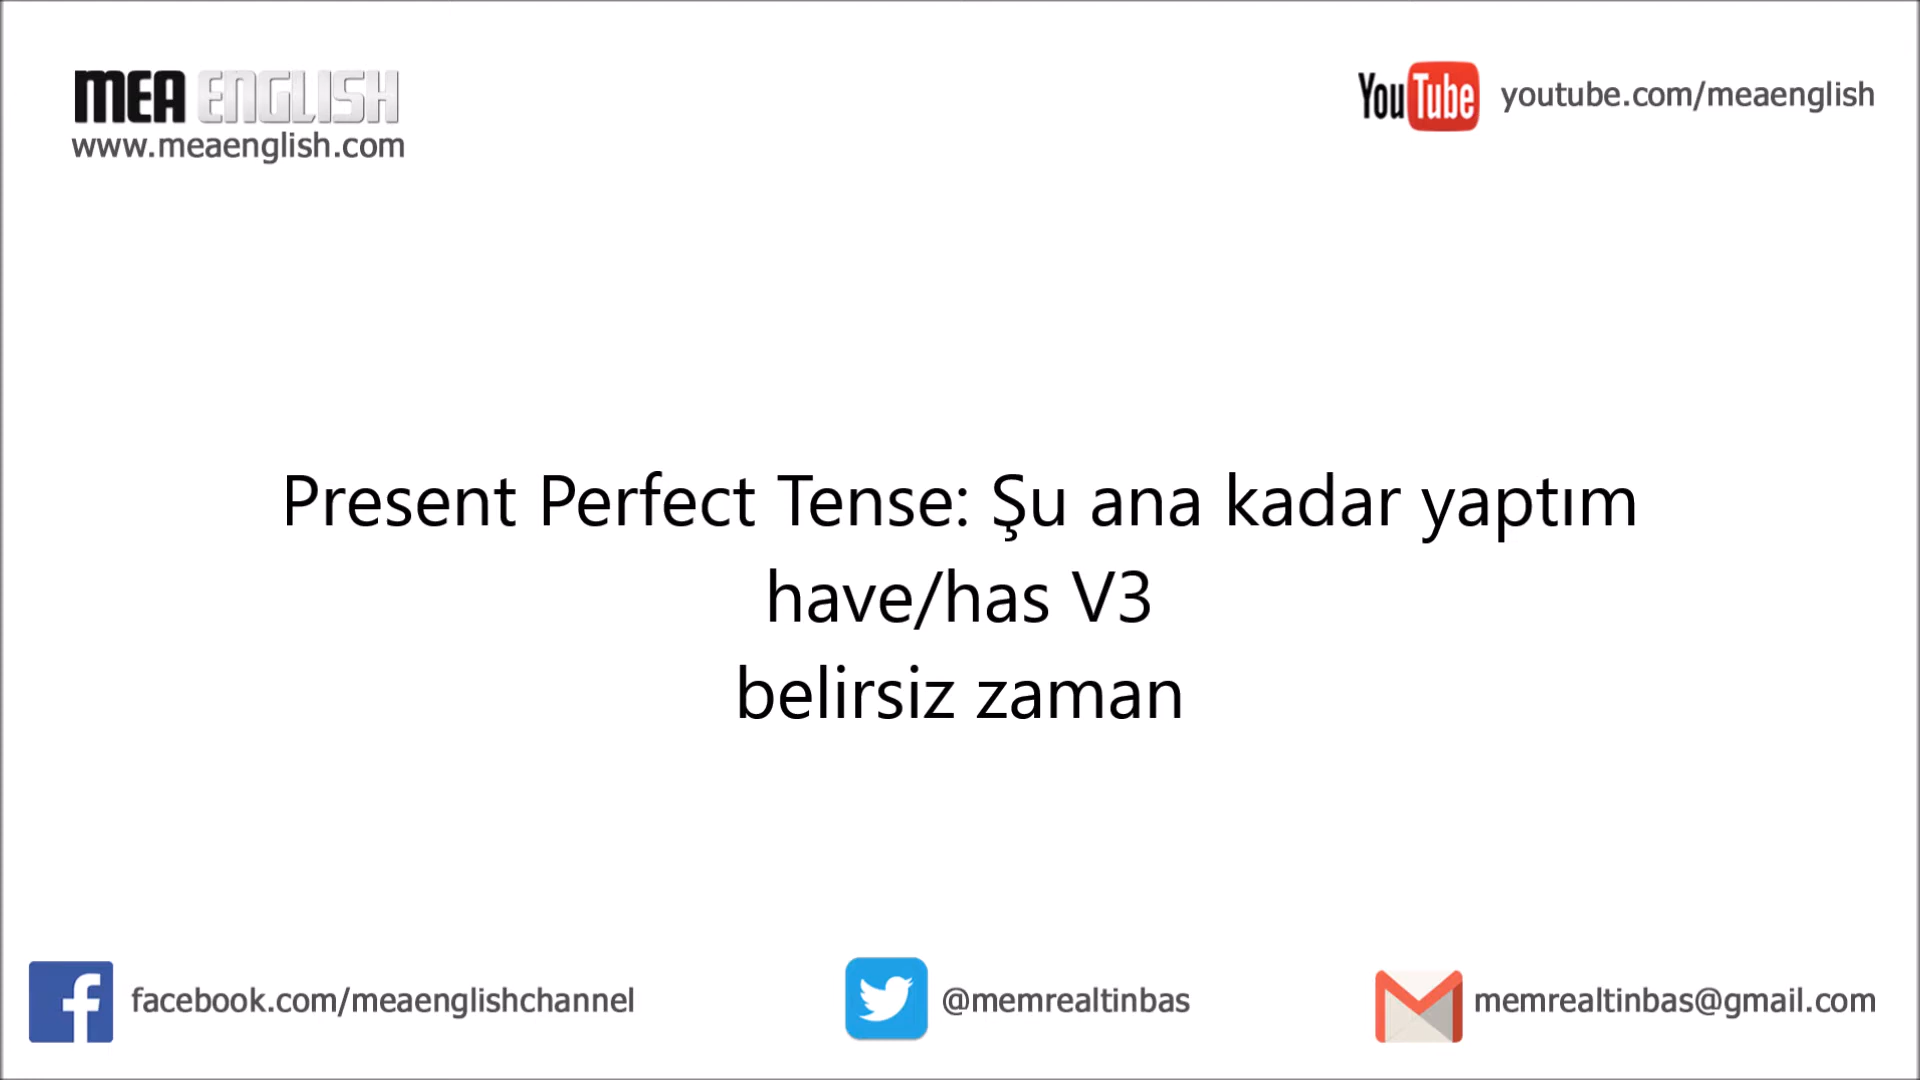 MEA ENGLISH
www.meaenglish.com
YouTube youtube.com/meaenglish
Present Perfect Tense: Şu ana kadar yaptım
have/has V3
belirsiz zaman
f facebook.com/meaenglishchannel
@memrealtinbas
memrealtinbas@gmail.com